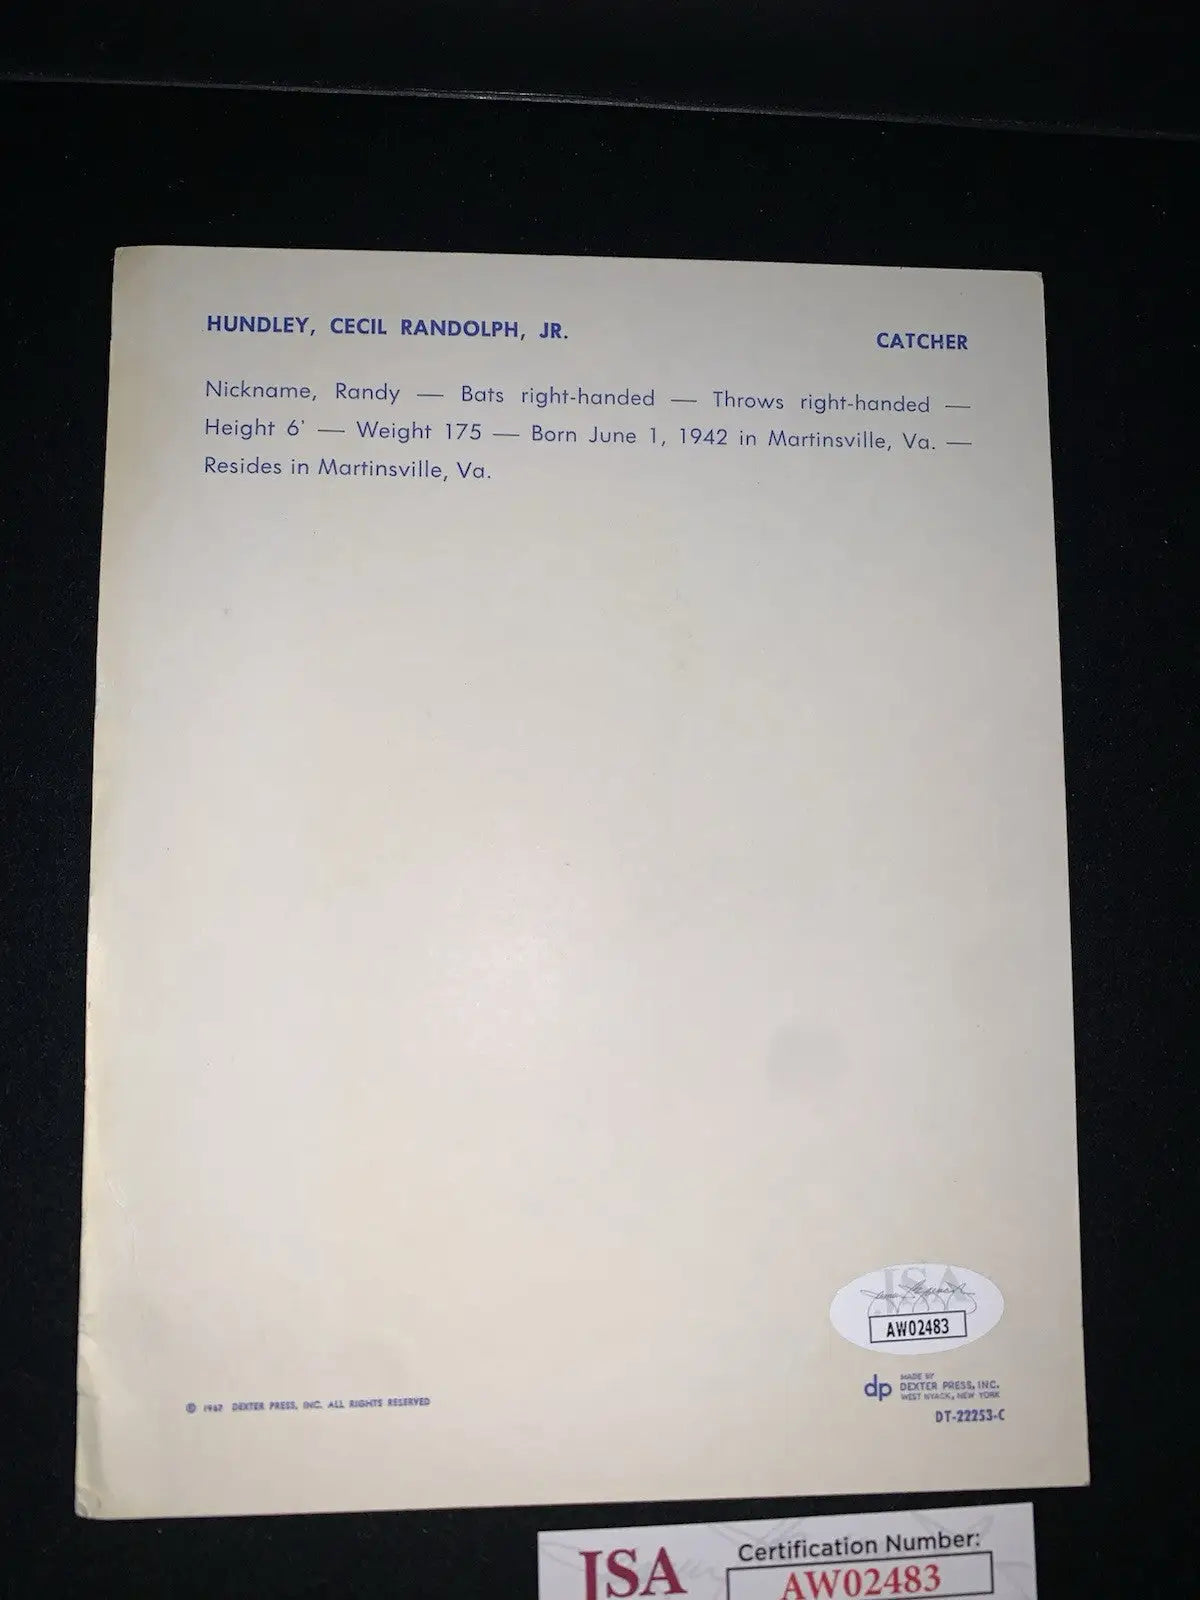 HUNDLEY, CECIL RANDOLPH, JR. CATCHER
Nickname, Randy — Bats right-handed — Throws right-handed —
Height 6' — Weight 175 — Born June 1, 1942 in Martinsville, Va. —
Resides in Martinsville, Va.
JSA
AW02483
dp MADE BY
DEXTER PRESS, INC.
WEST NYACK, NEW YORK
DT-22253-C
© 1967 DEXTER PRESS, INC. ALL RIGHTS RESERVED
JSA
Certification Number:
AW02483